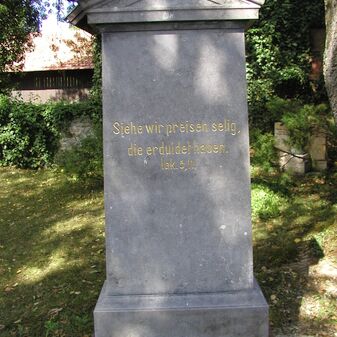 Siehe wir preisen selig,
die erduldet haben.
Jak. 5, 11.